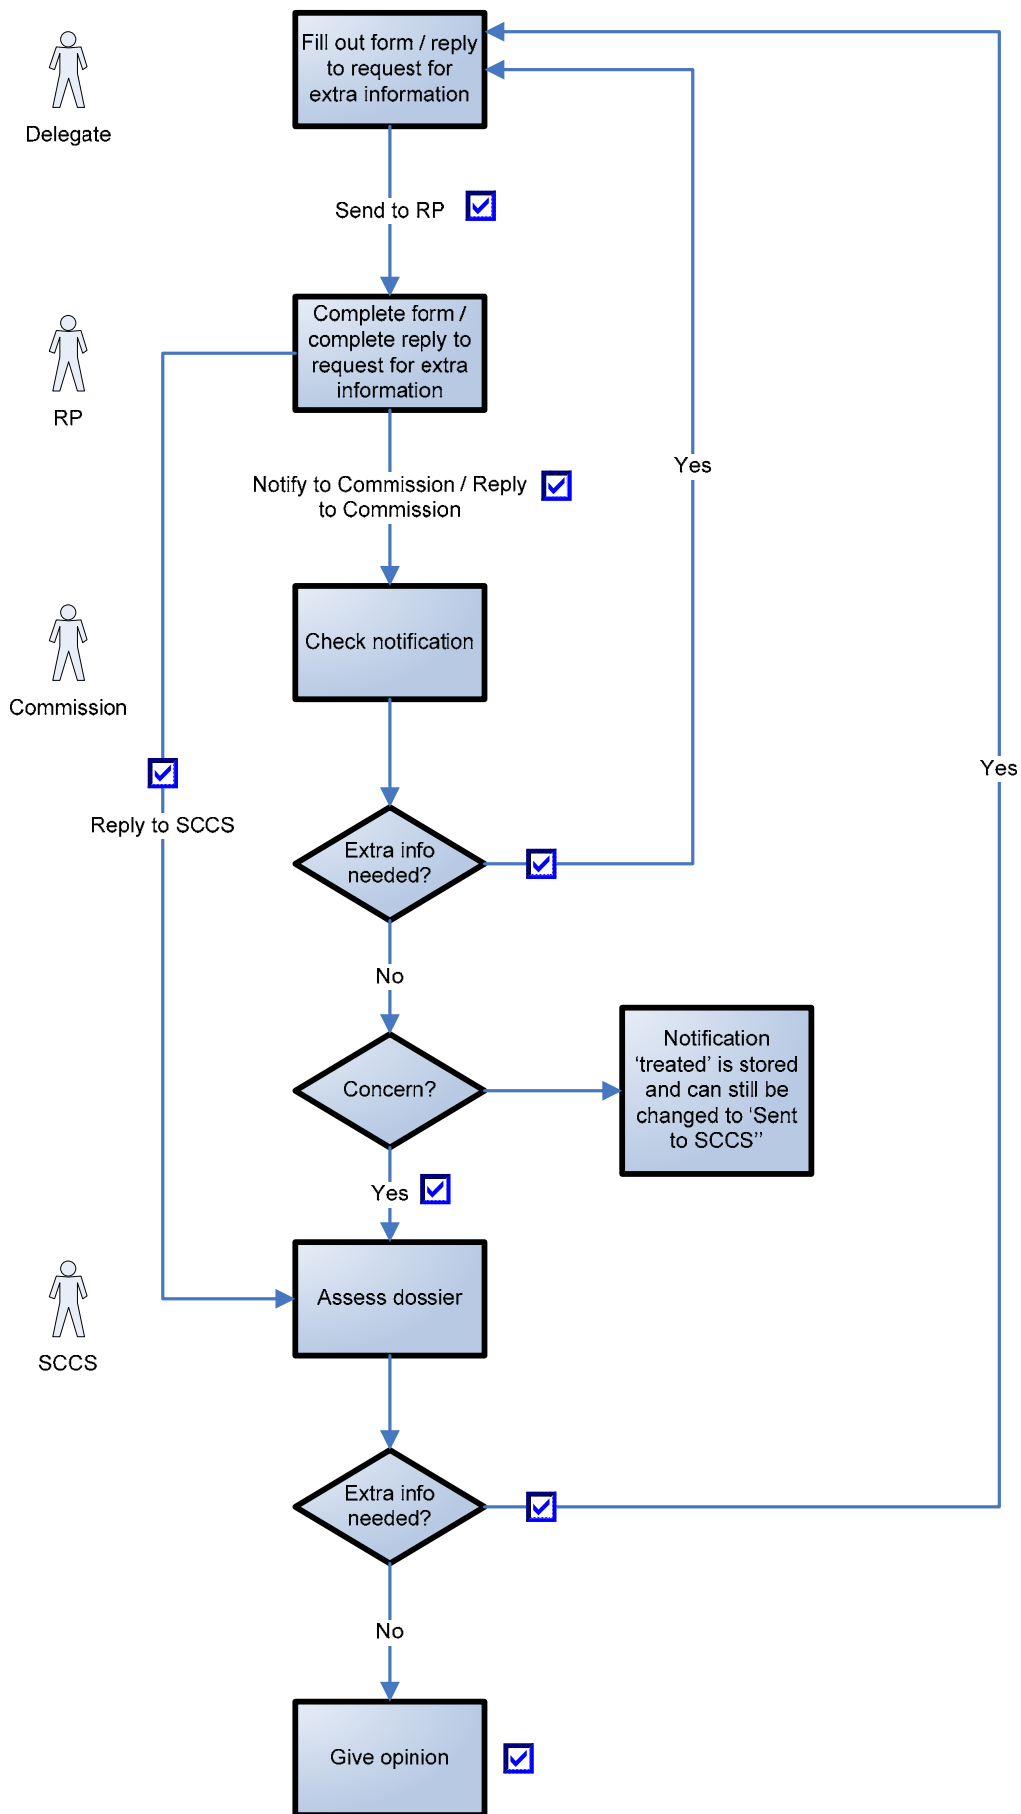 Fill out form / reply
to request for
extra information
Delegate
Send to RP
Complete form /
complete reply to
request for extra
information
RP
Yes
Notify to Commission / Reply
to Commission
Check notification
Commission
Yes
Reply to SCCS
Extra info
needed?
No
Notification
‘treated’ is stored
and can still be
changed to ‘Sent
to SCCS’’
Concern?
Yes
Assess dossier
SCCS
Extra info
needed?
No
Give opinion